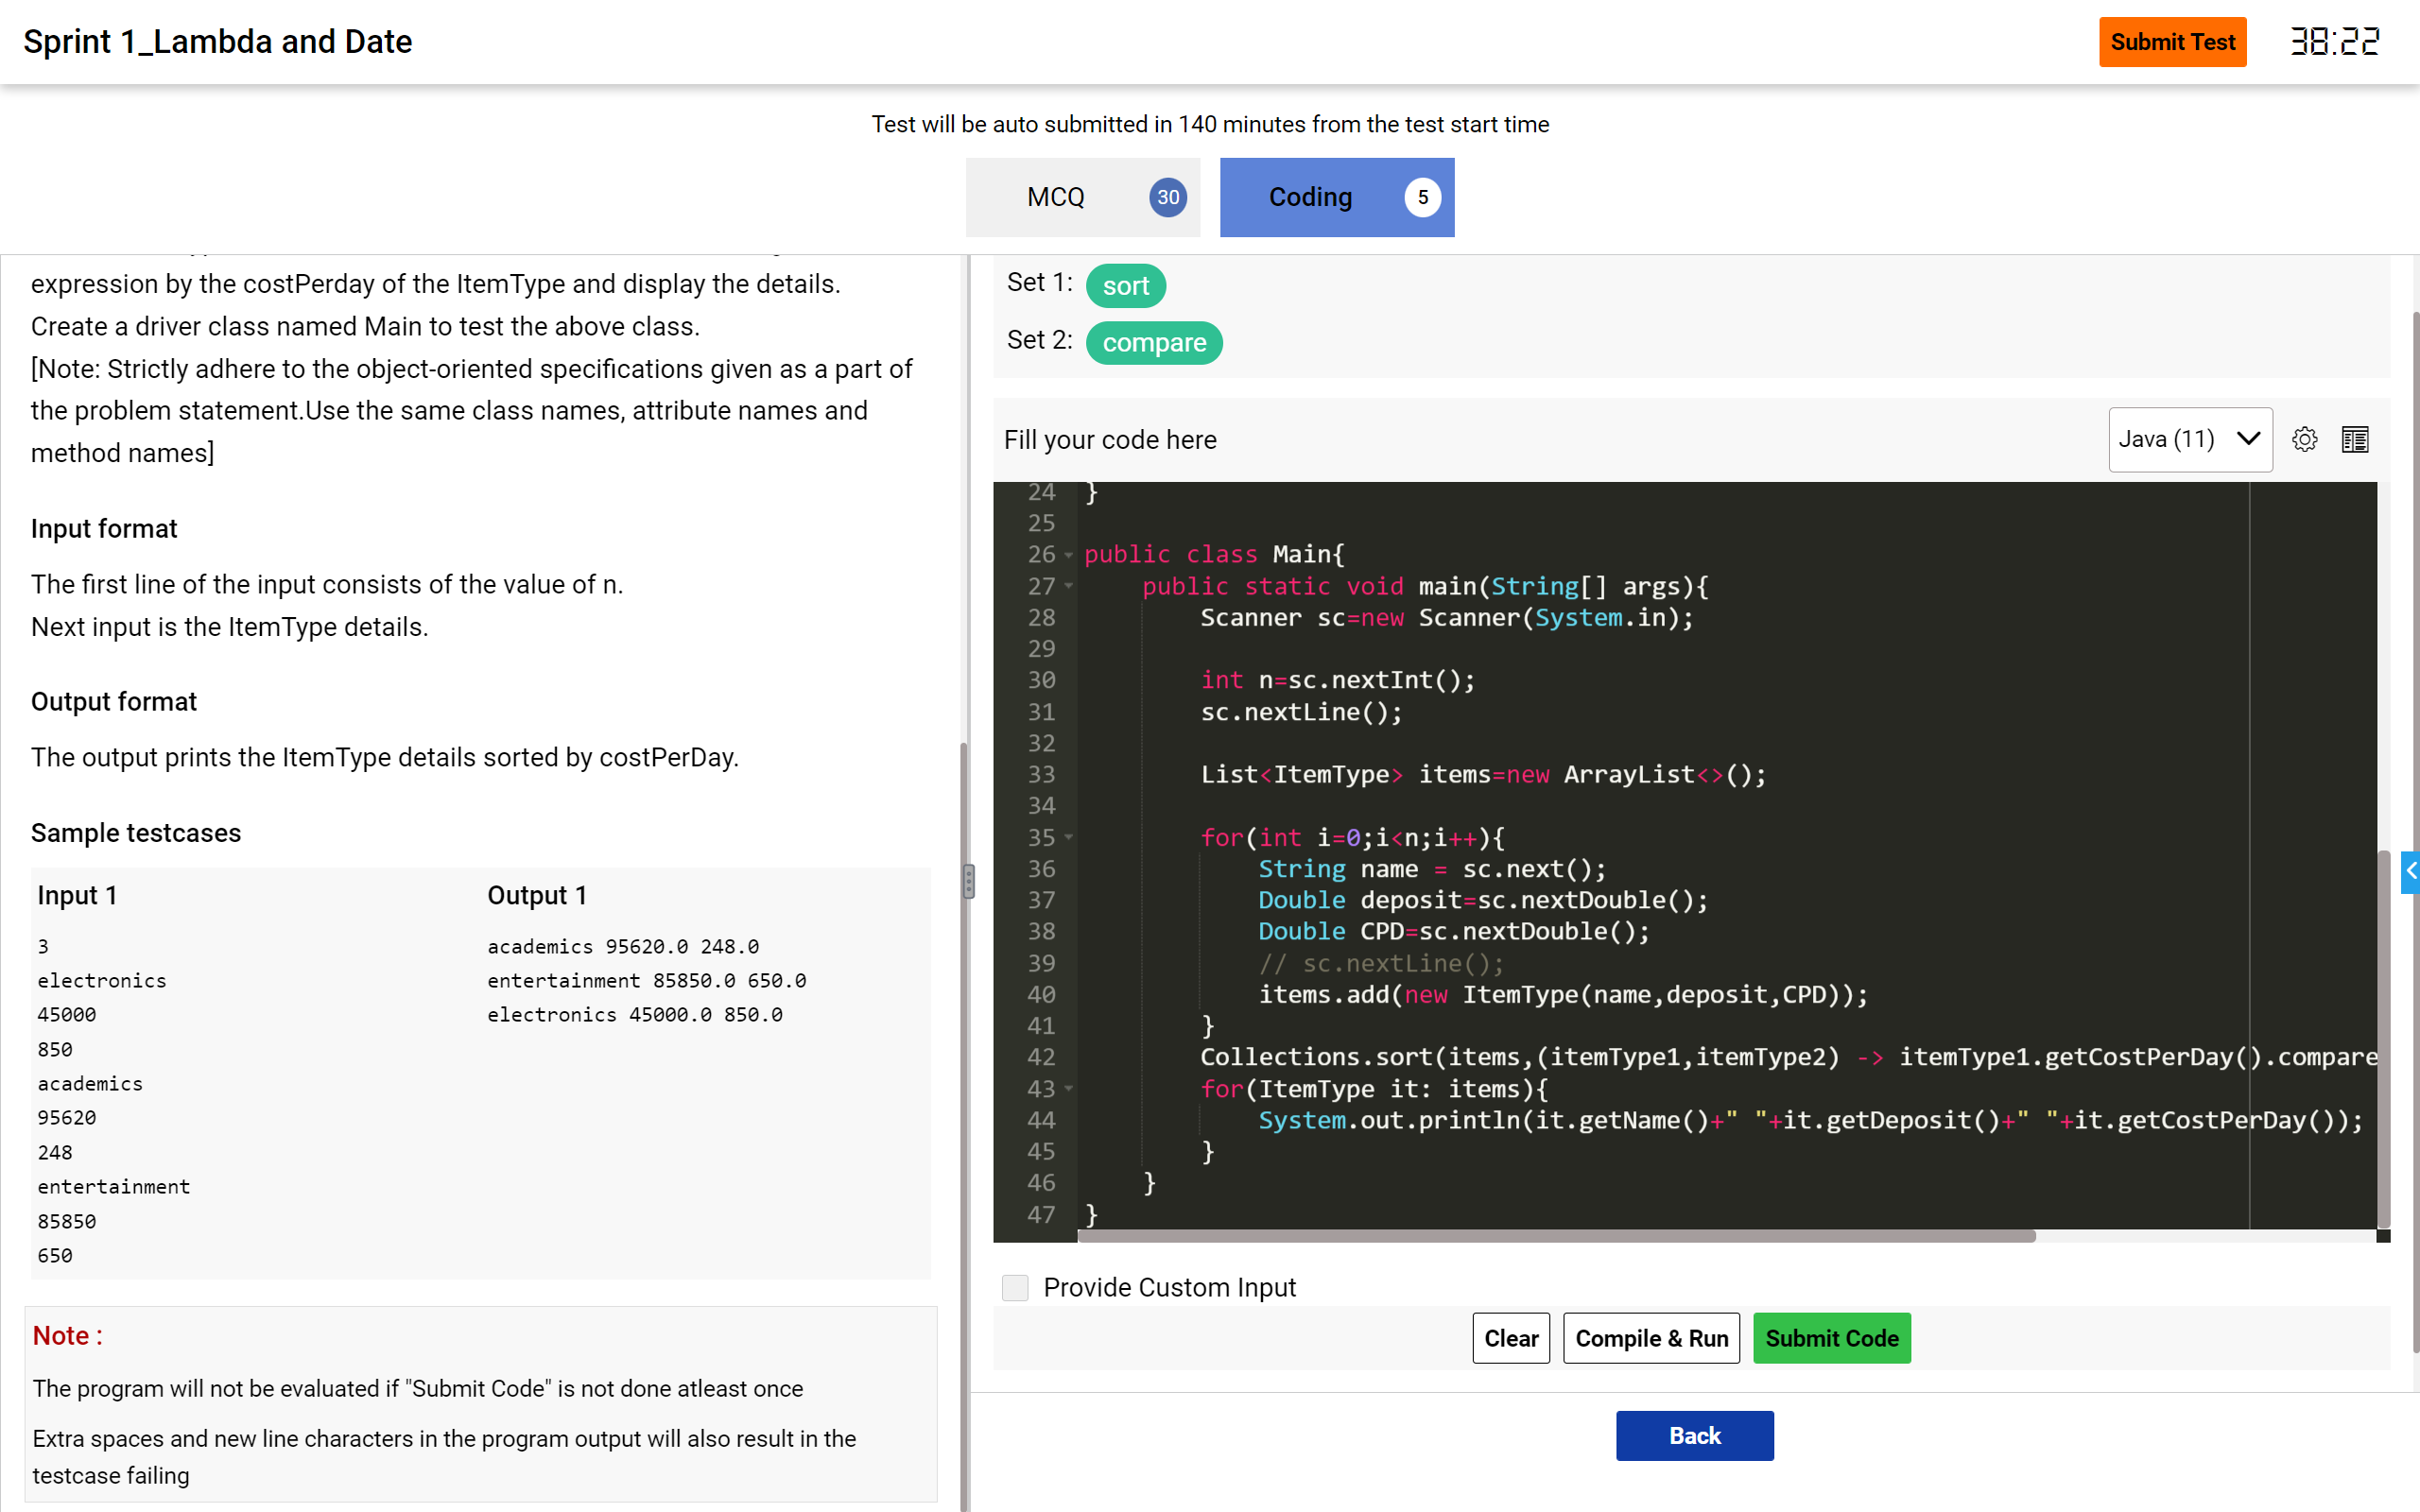 Sprint 1_Lambda and Date
Submit Test
38:22
Test will be auto submitted in 140 minutes from the test start time
MCQ 30
Coding 5
expression by the costPerday of the ItemType and display the details.
Create a driver class named Main to test the above class.
[Note: Strictly adhere to the object-oriented specifications given as a part of
the problem statement.Use the same class names, attribute names and
method names]
Input format
The first line of the input consists of the value of n.
Next input is the ItemType details.
Output format
The output prints the ItemType details sorted by costPerDay.
Sample testcases
Input 1
3
electronics
45000
850
academics
95620
248
entertainment
85850
650
Output 1
academics 95620.0 248.0
entertainment 85850.0 650.0
electronics 45000.0 850.0
Note :
The program will not be evaluated if "Submit Code" is not done atleast once
Extra spaces and new line characters in the program output will also result in the
testcase failing
Set 1: sort
Set 2: compare
Fill your code here
Java (11)
24 }
25
26 public class Main{
27 public static void main(String[] args){
28 Scanner sc=new Scanner(System.in);
29
30 int n=sc.nextInt();
31 sc.nextLine();
32
33 List<ItemType> items=new ArrayList<>();
34
35 for(int i=0;i<n;i++){
36 String name = sc.next();
37 Double deposit=sc.nextDouble();
38 Double CPD=sc.nextDouble();
39 // sc.nextLine();
40 items.add(new ItemType(name,deposit,CPD));
41 }
42 Collections.sort(items,(itemType1,itemType2) -> itemType1.getCostPerDay().compare
43 for(ItemType it: items){
44 System.out.println(it.getName()+" "+it.getDeposit()+" "+it.getCostPerDay());
45 }
46 }
47 }
Provide Custom Input
Clear
Compile & Run
Submit Code
Back